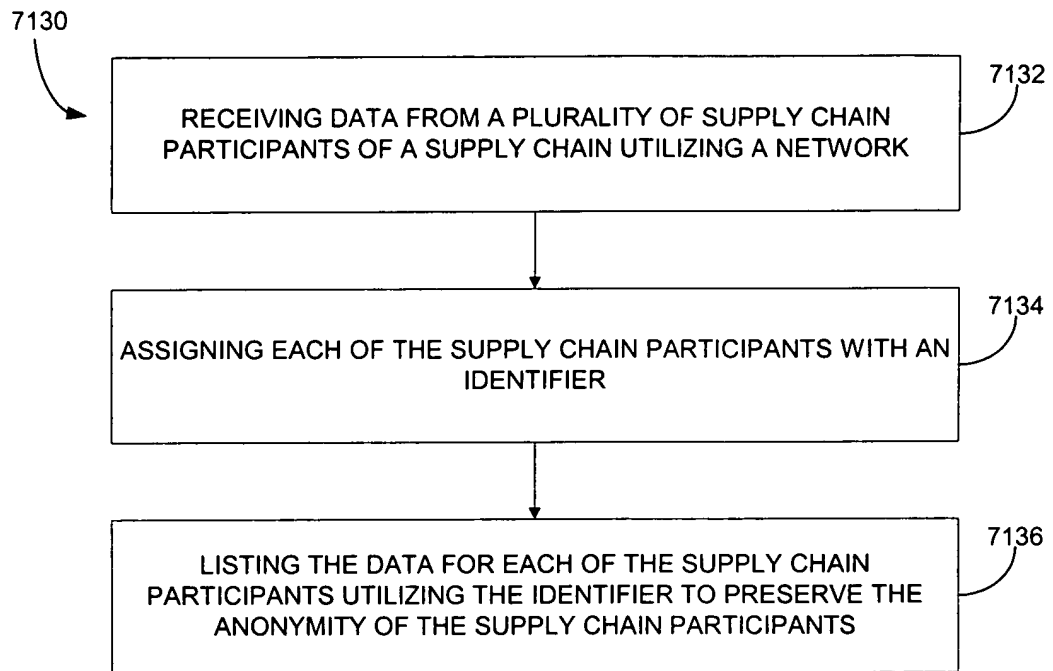 7130
7132
RECEIVING DATA FROM A PLURALITY OF SUPPLY CHAIN
PARTICIPANTS OF A SUPPLY CHAIN UTILIZING A NETWORK
7134
ASSIGNING EACH OF THE SUPPLY CHAIN PARTICIPANTS WITH AN
IDENTIFIER
7136
LISTING THE DATA FOR EACH OF THE SUPPLY CHAIN
PARTICIPANTS UTILIZING THE IDENTIFIER TO PRESERVE THE
ANONYMITY OF THE SUPPLY CHAIN PARTICIPANTS